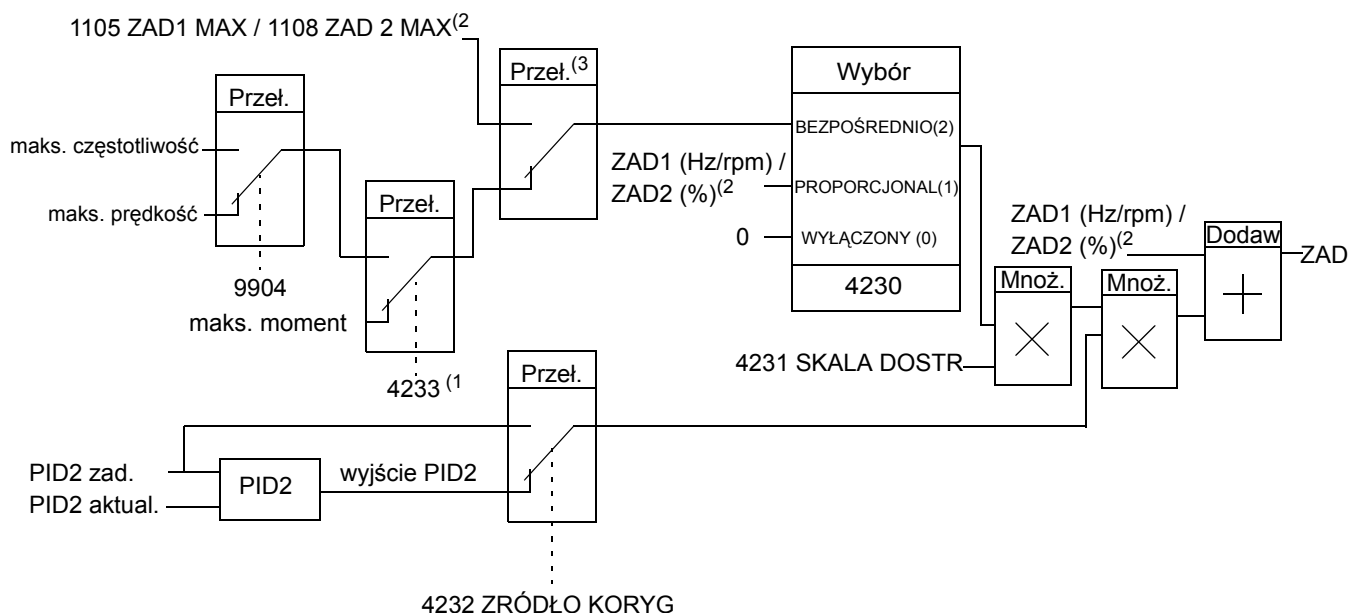 1105 ZAD1 MAX / 1108 ZAD 2 MAX(2
Przeł.(3
Wybór
Przeł.
maks. częstotliwość
BEZPOŚREDNIO(2)
ZAD1 (Hz/rpm) /
ZAD2 (%)(2
PROPORCJONAL(1)
Przeł.
maks. prędkość
ZAD1 (Hz/rpm) /
ZAD2 (%)(2
Dodaw
0
WYŁĄCZONY (0)
ZAD
9904
4230
Mnoż.
Mnoż.
maks. moment
4231 SKALA DOSTR
4233 (1
Przeł.
PID2 zad.
PID2
wyjście PID2
PID2 aktual.
4232 ZRÓDŁO KORYG